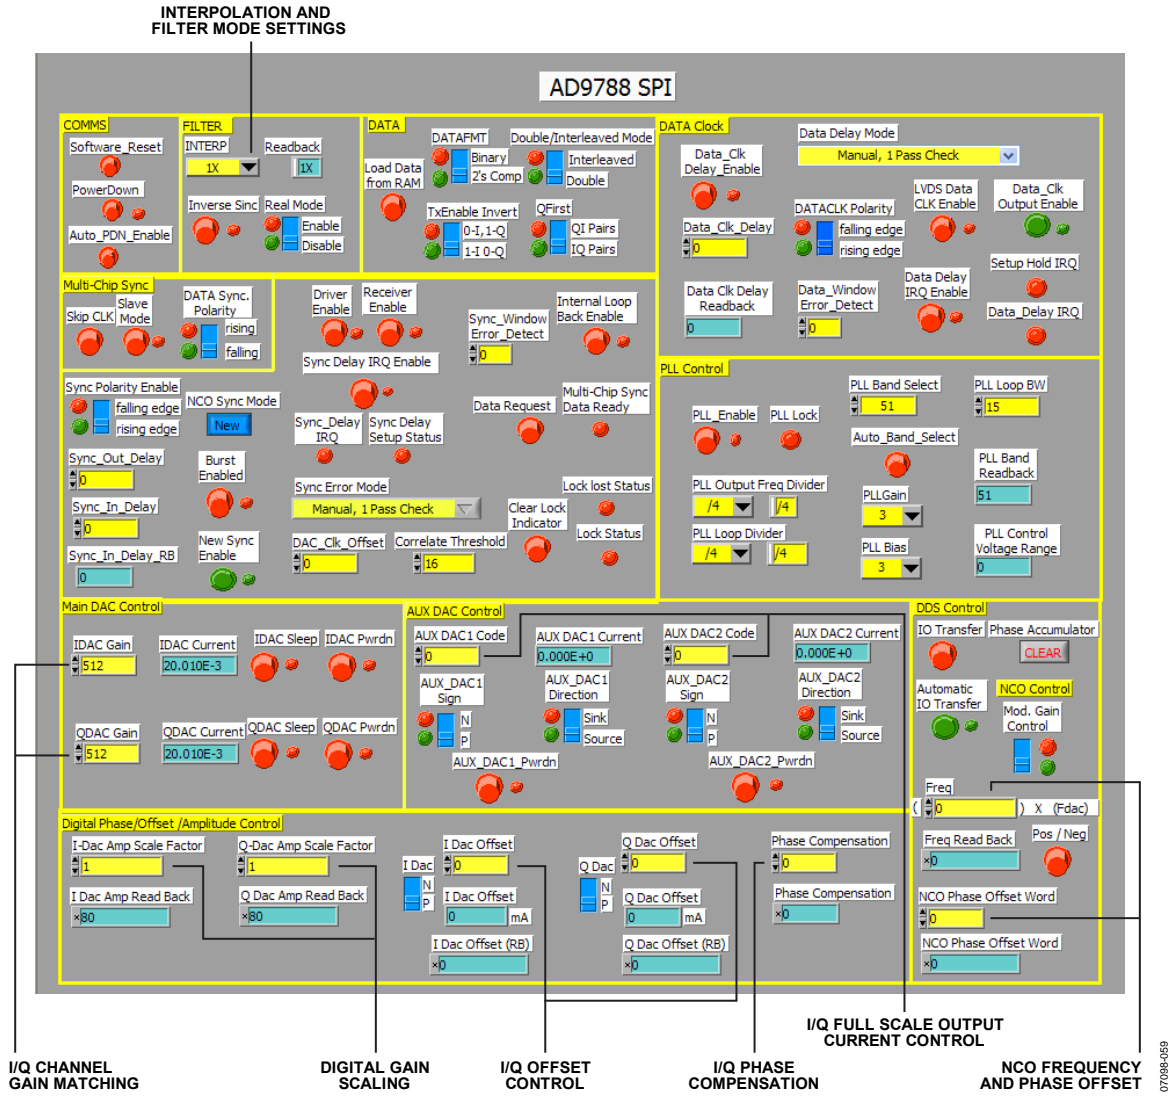 INTERPOLATION AND
FILTER MODE SETTINGS
AD9788 SPI
COMMS
Software_Reset
PowerDown
Auto_PDN_Enable
FILTER
INTERP
1X
Readback
1X
Inverse Sinc
Real Mode
Enable
Disable
DATA
Load Data
from RAM
DATAFMT
Binary
2's Comp
Double/Interleaved Mode
Interleaved
Double
TxEnable Invert
0-I,1-Q
1-I 0-Q
QFirst
QI Pairs
IQ Pairs
DATA Clock
Data_Clk
Delay_Enable
Data Delay Mode
Manual, 1 Pass Check
Data_Clk_Delay
0
DATACLK Polarity
falling edge
rising edge
LVDS Data
CLK Enable
Data_Clk
Output Enable
Data Clk Delay
Readback
0
Data_Window
Error_Detect
0
Data Delay
IRQ Enable
Setup Hold IRQ
Data_Delay IRQ
Multi-Chip Sync
Skip CLK
Slave
Mode
DATA Sync.
Polarity
rising
falling
Driver
Enable
Receiver
Enable
Sync_Window
Error_Detect
0
Internal Loop
Back Enable
Sync Delay IRQ Enable
Sync Polarity Enable
falling edge
rising edge
NCO Sync Mode
New
Sync_Delay
IRQ
Sync Delay
Setup Status
Data Request
Multi-Chip Sync
Data Ready
Sync_Out_Delay
0
Burst
Enabled
Sync_In_Delay
0
Sync Error Mode
Manual, 1 Pass Check
Clear Lock
Indicator
Lock lost Status
Lock Status
Sync_In_Delay_RB
0
New Sync
Enable
DAC_Clk_Offset
0
Correlate Threshold
16
PLL Control
PLL_Enable
PLL Lock
PLL Band Select
51
PLL Loop BW
15
Auto_Band_Select
PLL Band
Readback
51
PLL Output Freq Divider
/4
/4
PLLGain
3
PLL Loop Divider
/4
/4
PLL Bias
3
PLL Control
Voltage Range
0
Main DAC Control
IDAC Gain
512
IDAC Current
20.010E-3
IDAC Sleep
IDAC Pwrdn
QDAC Gain
512
QDAC Current
20.010E-3
QDAC Sleep
QDAC Pwrdn
AUX DAC Control
AUX DAC1 Code
0
AUX DAC1 Current
0.000E+0
AUX DAC2 Code
0
AUX DAC2 Current
0.000E+0
AUX_DAC1
Sign
N
P
AUX_DAC1
Direction
Sink
Source
AUX_DAC2
Sign
N
P
AUX_DAC2
Direction
Sink
Source
AUX_DAC1_Pwrdn
AUX_DAC2_Pwrdn
DDS Control
IO Transfer
Phase Accumulator
CLEAR
Automatic
IO Transfer
NCO Control
Mod. Gain
Control
Freq
( 0 ) X (Fdac)
Freq Read Back
×0
Pos / Neg
NCO Phase Offset Word
0
NCO Phase Offset Word
×0
Digital Phase/Offset /Amplitude Control
I-Dac Amp Scale Factor
1
Q-Dac Amp Scale Factor
1
I Dac Amp Read Back
×80
Q Dac Amp Read Back
×80
I Dac
N
P
I Dac Offset
0
I Dac Offset
0 mA
I Dac Offset (RB)
×0
Q Dac
N
P
Q Dac Offset
0
Q Dac Offset
0 mA
Q Dac Offset (RB)
×0
Phase Compensation
0
Phase Compensation
×0
I/Q FULL SCALE OUTPUT
CURRENT CONTROL
I/Q CHANNEL
GAIN MATCHING
DIGITAL GAIN
SCALING
I/Q OFFSET
CONTROL
I/Q PHASE
COMPENSATION
NCO FREQUENCY
AND PHASE OFFSET
07098-059